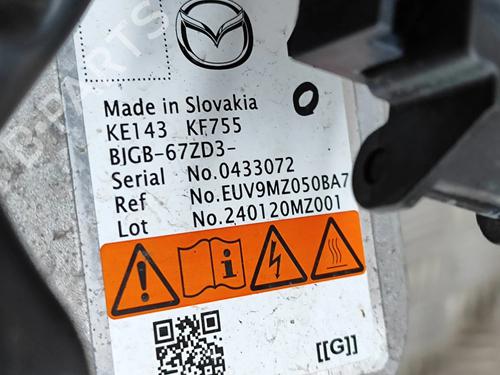 Made in Slovakia
KE143 KF755
BJGB-67ZD3-
Serial No.0433072
Ref No.EUV9MZ050BA7
Lot No.240120MZ001
[[G]]